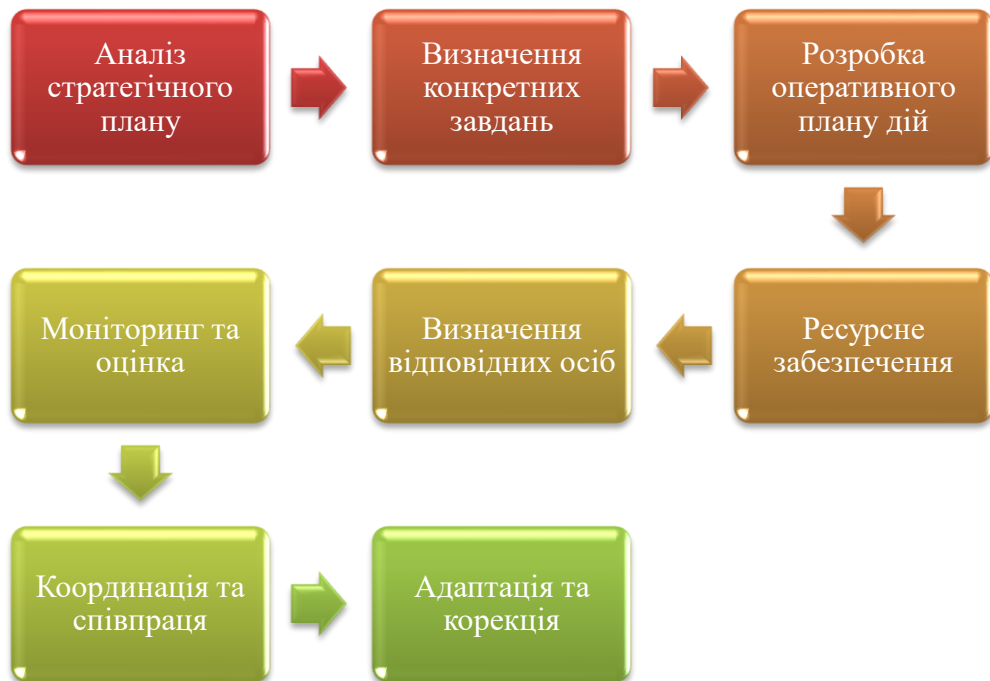 Аналіз
стратегічного
плану
Визначення
конкретних
завдань
Розробка
оперативного
плану дій
Ресурсне
забезпечення
Визначення
відповідних осіб
Моніторинг та
оцінка
Координація та
співпраця
Адаптація та
корекція